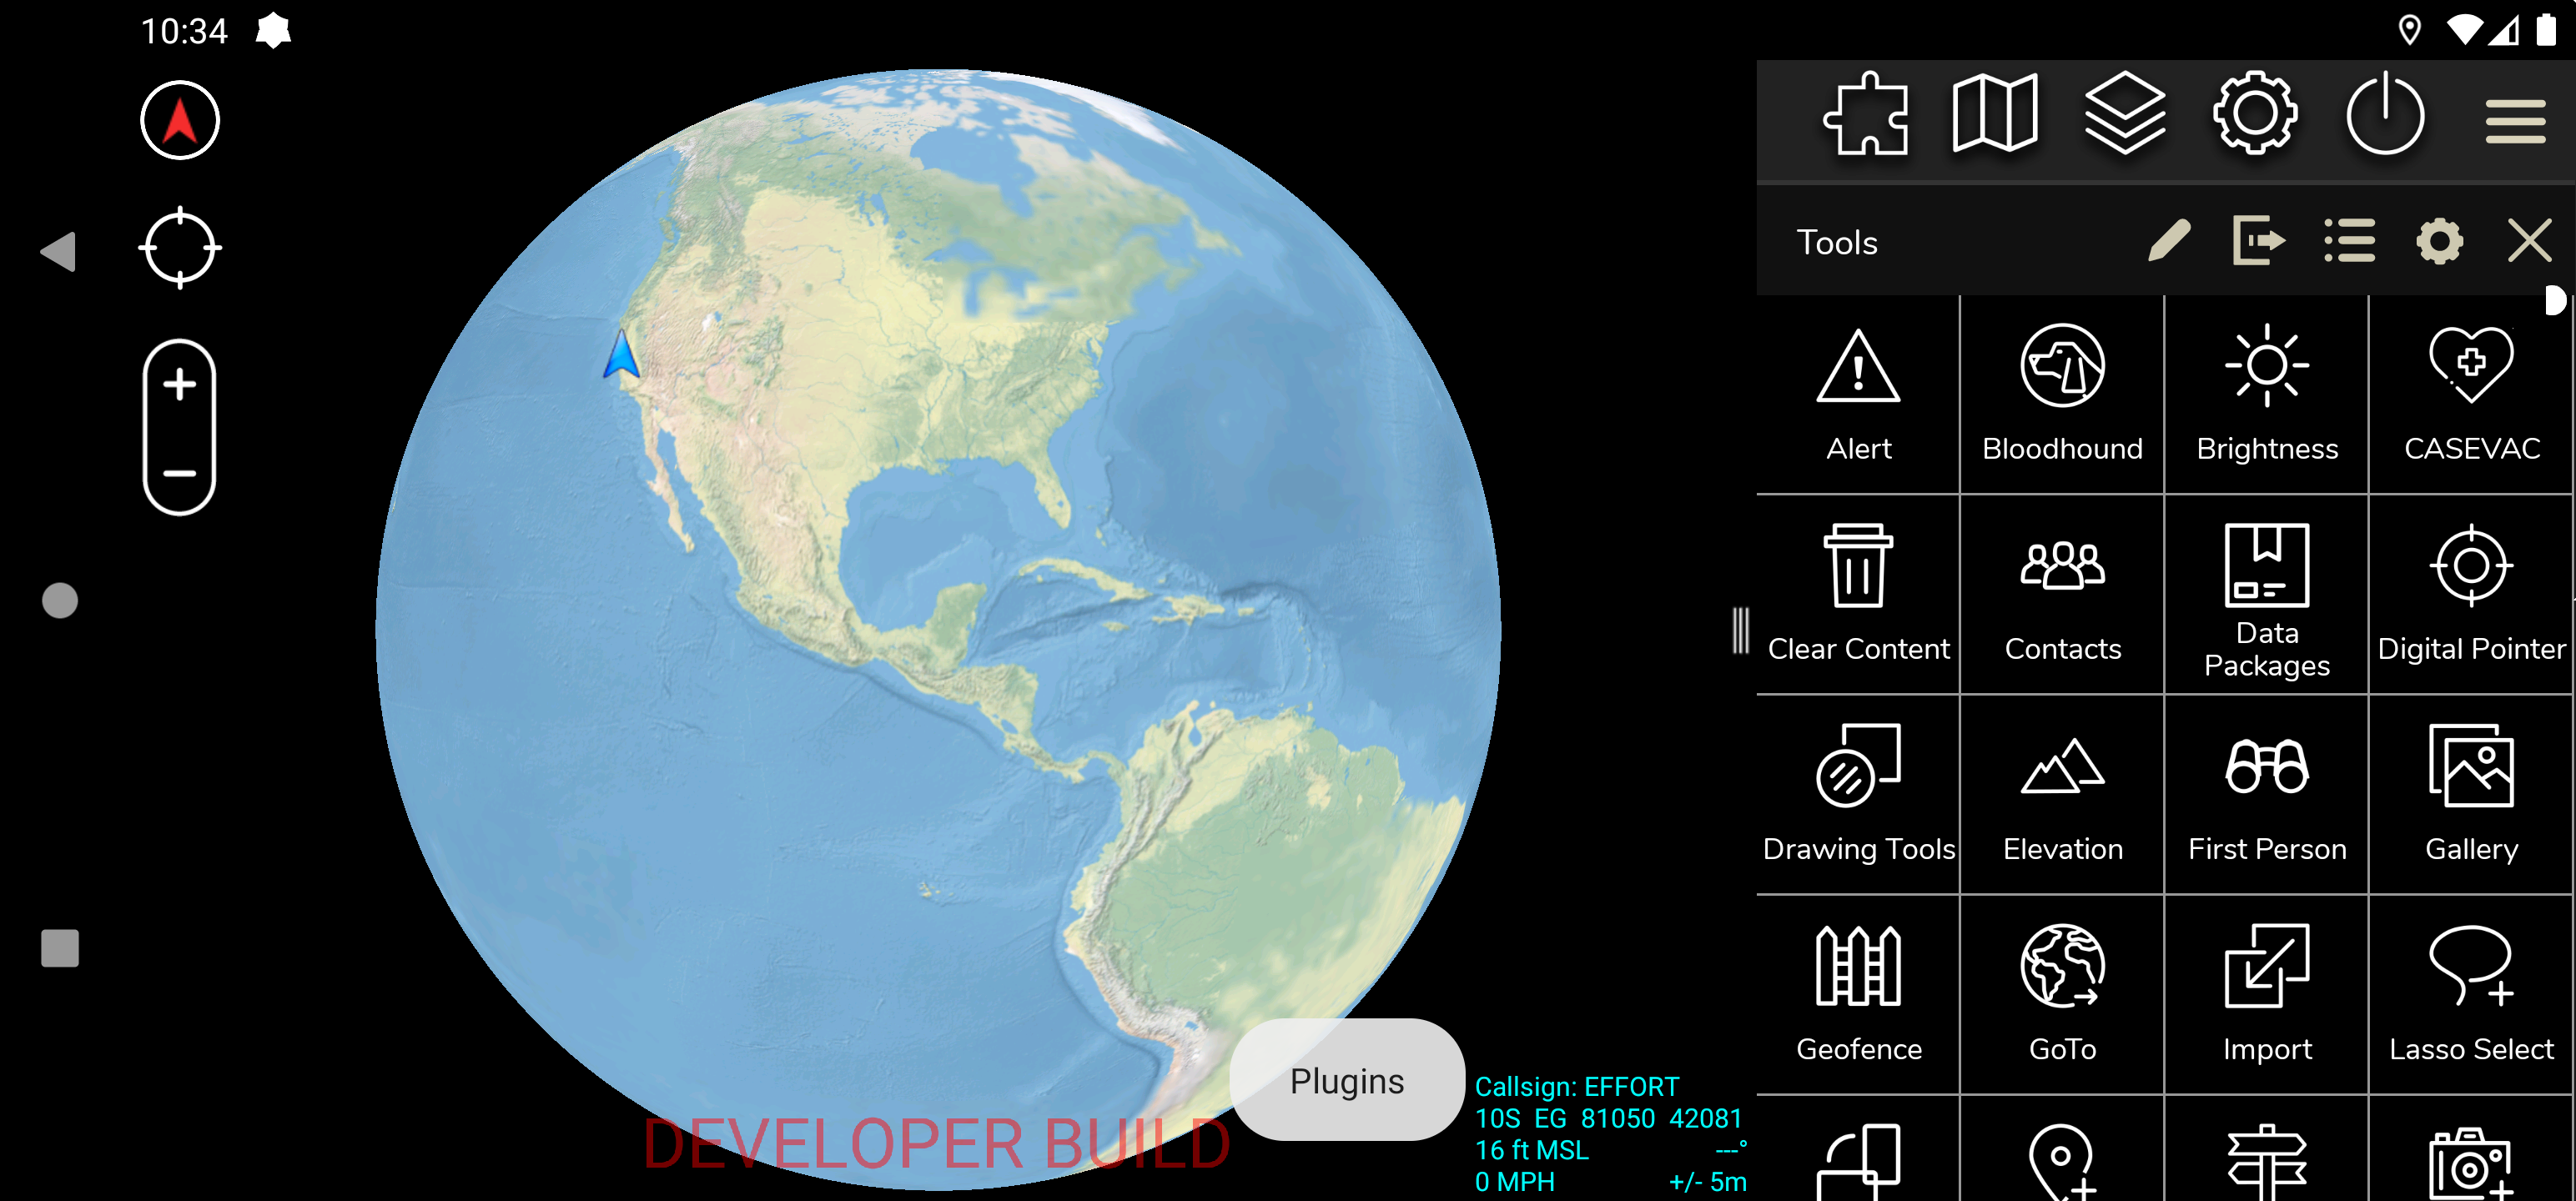 10:34
Tools
Alert
Bloodhound
Brightness
CASEVAC
Clear Content
Contacts
Data
Packages
Digital Pointer
Drawing Tools
Elevation
First Person
Gallery
Geofence
GoTo
Import
Lasso Select
Plugins
DEVELOPER BUILD
Callsign: EFFORT
10S EG 81050 42081
16 ft MSL ---°
0 MPH +/- 5m